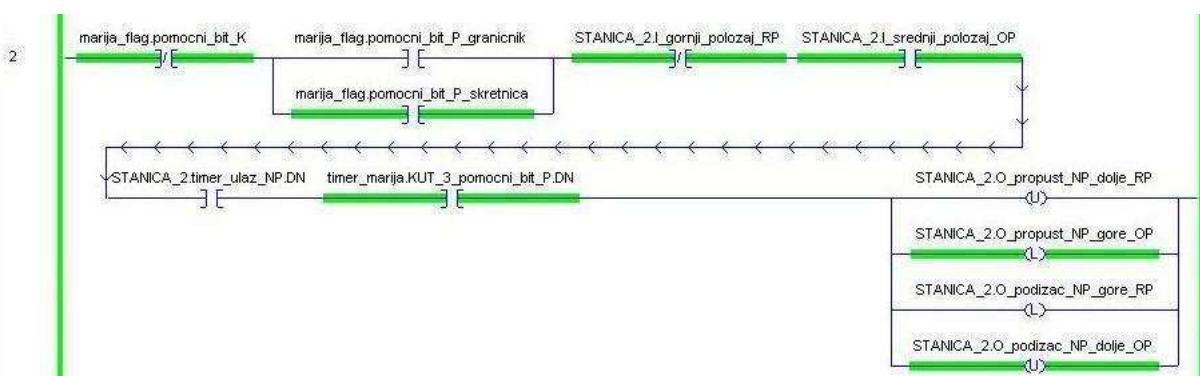 marija_flag.pomocni_bit_K marija_flag.pomocni_bit_P_granicnik STANICA_2.I_gornji_polozaj_RP STANICA_2.I_srednji_polozaj_OP
2
marija_flag.pomocni_bit_P_skretnica
STANICA_2.timer_ulaz_NP.DN timer_marija.KUT_3_pomocni_bit_P.DN STANICA_2.O_propust_NP_dolje_RP
U
STANICA_2.O_propust_NP_gore_OP
L
STANICA_2.O_podizac_NP_gore_RP
L
STANICA_2.O_podizac_NP_dolje_OP
U